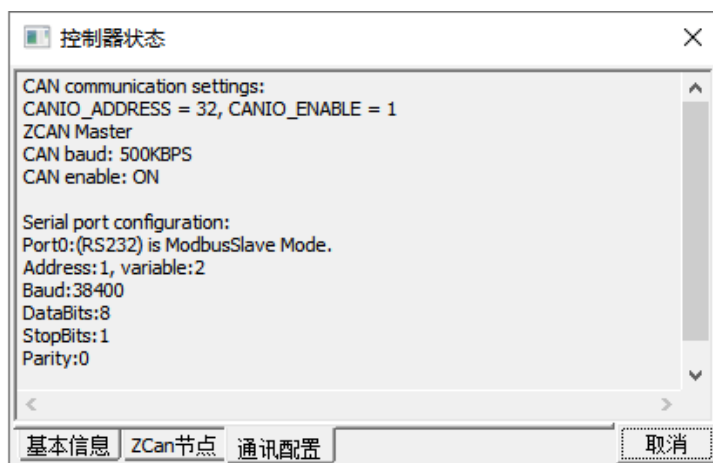 控制器状态
CAN communication settings:
CANIO_ADDRESS = 32, CANIO_ENABLE = 1
ZCAN Master
CAN baud: 500KBPS
CAN enable: ON
Serial port configuration:
Port0:(RS232) is ModbusSlave Mode.
Address:1, variable:2
Baud:38400
DataBits:8
StopBits:1
Parity:0
基本信息 ZCan节点 通讯配置 取消